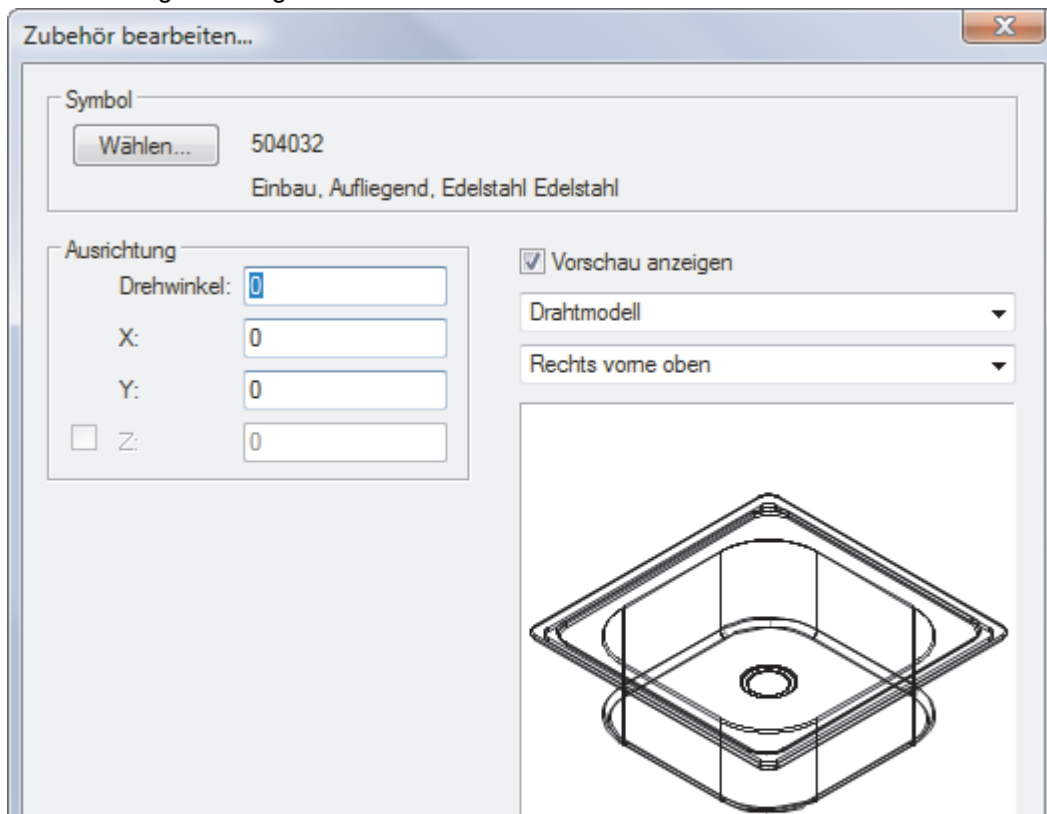 Zubehör bearbeiten...
Symbol
Wählen...
504032
Einbau, Aufliegend, Edelstahl Edelstahl
Ausrichtung
Drehwinkel: 0
X: 0
Y: 0
Z: 0
Vorschau anzeigen
Drahtmodell
Rechts vorne oben